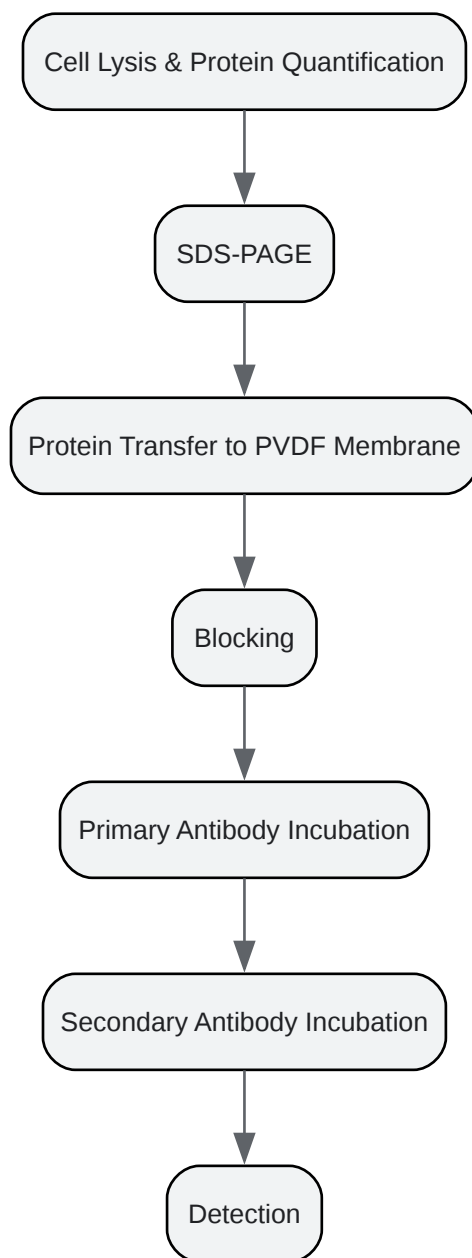 Cell Lysis & Protein Quantification
SDS-PAGE
Protein Transfer to PVDF Membrane
Blocking
Primary Antibody Incubation
Secondary Antibody Incubation
Detection